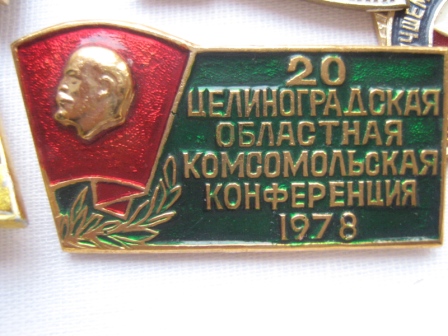 20
ЦЕЛИНОГРАДСКАЯ
ОБЛАСТНАЯ
КОМСОМОЛЬСКАЯ
КОНФЕРЕНЦИЯ
1978